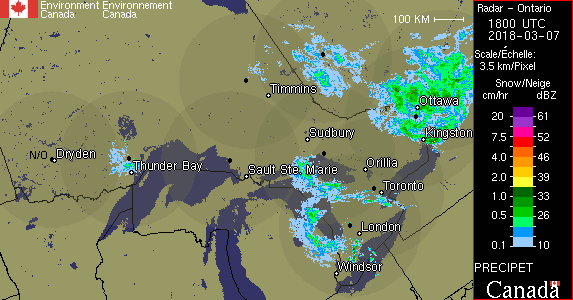 Environment Environnement
Canada Canada
100 KM
Radar - Ontario
1800 UTC
2018-03-07
Scale/Échelle:
3.5 km/Pixel
Snow/Neige
cm/hr dBZ
20 61
7.5 52
4.0 46
2.0 39
1.0 33
0.5 26
0.1 10
PRECIPET
Canada
Timmins
Ottawa
Sudbury
Kingston
N/O Dryden
Thunder Bay
Sault Ste. Marie
Orillia
Toronto
London
Windsor